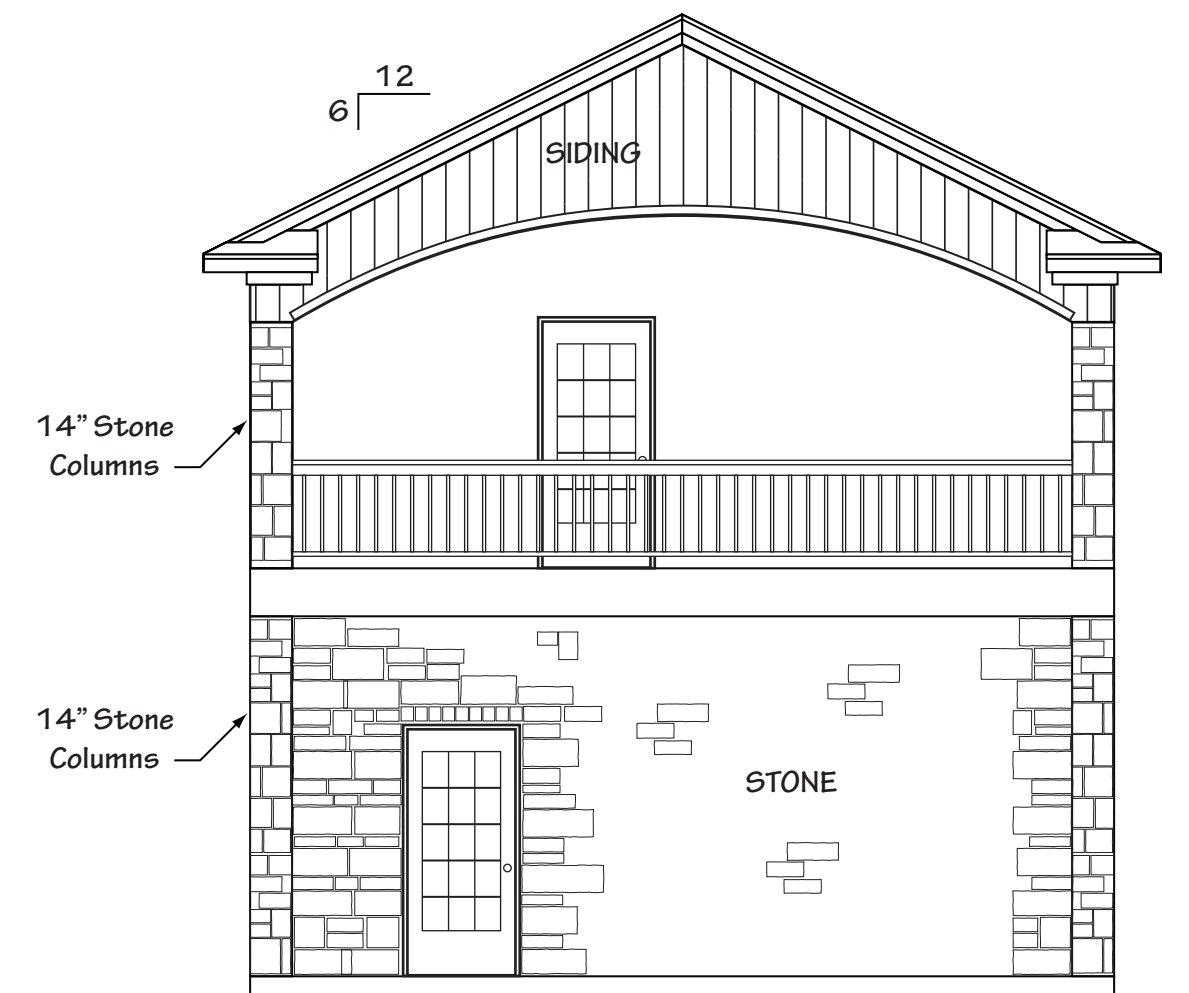 12
6
SIDING
14” Stone
Columns
14” Stone
Columns
STONE